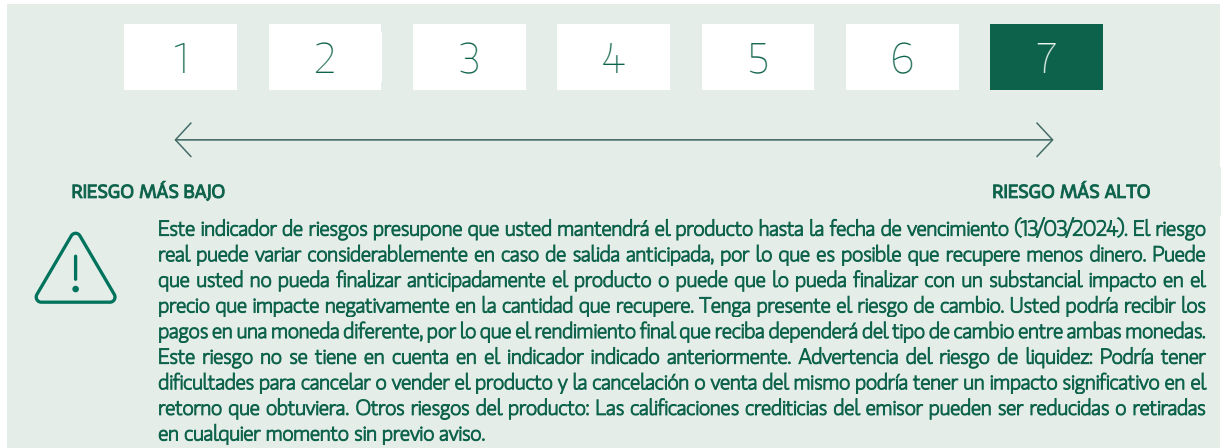 1 2 3 4 5 6 7
RIESGO MÁS BAJO RIESGO MÁS ALTO
Este indicador de riesgos presupone que usted mantendrá el producto hasta la fecha de vencimiento (13/03/2024). El riesgo
real puede variar considerablemente en caso de salida anticipada, por lo que es posible que recupere menos dinero. Puede
que usted no pueda finalizar anticipadamente el producto o puede que lo pueda finalizar con un substancial impacto en el
precio que impacte negativamente en la cantidad que recupere. Tenga presente el riesgo de cambio. Usted podría recibir los
pagos en una moneda diferente, por lo que el rendimiento final que reciba dependerá del tipo de cambio entre ambas monedas.
Este riesgo no se tiene en cuenta en el indicador indicado anteriormente. Advertencia del riesgo de liquidez: Podría tener
dificultades para cancelar o vender el producto y la cancelación o venta del mismo podría tener un impacto significativo en el
retorno que obtuviera. Otros riesgos del producto: Las calificaciones crediticias del emisor pueden ser reducidas o retiradas
en cualquier momento sin previo aviso.